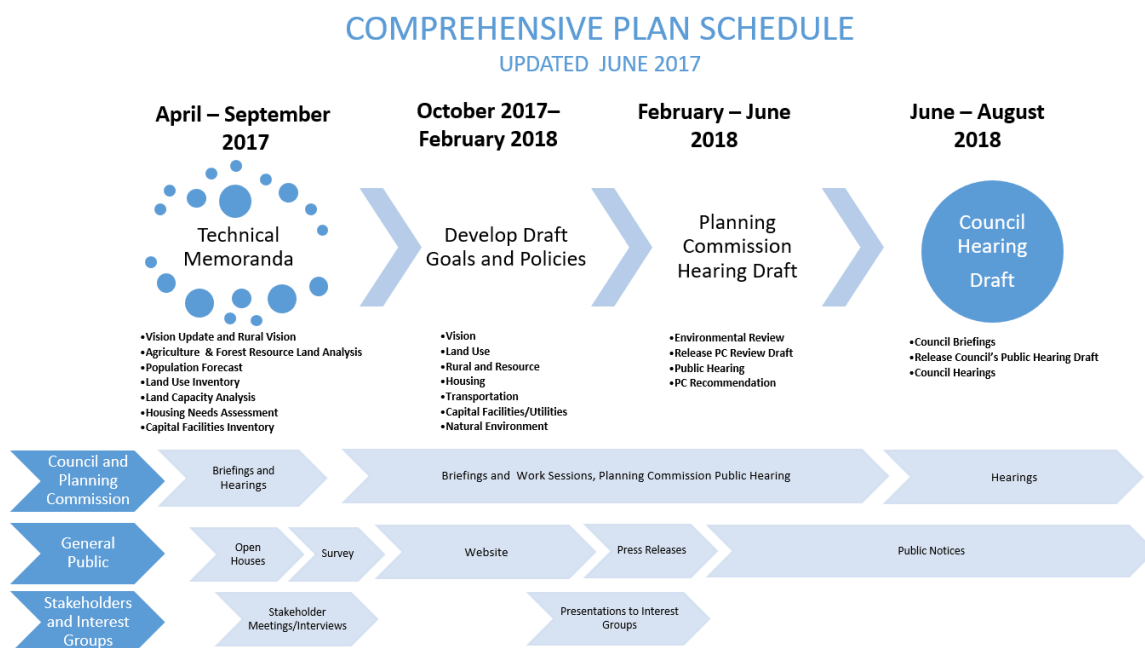 COMPREHENSIVE PLAN SCHEDULE
UPDATED JUNE 2017
April – September
2017
October 2017–
February 2018
February – June
2018
June – August
2018
Technical
Memoranda
Develop Draft
Goals and Policies
Planning
Commission
Hearing Draft
Council
Hearing
Draft
•Vision Update and Rural Vision
•Agriculture & Forest Resource Land Analysis
•Population Forecast
•Land Use Inventory
•Land Capacity Analysis
•Housing Needs Assessment
•Capital Facilities Inventory
•Vision
•Land Use
•Rural and Resource
•Housing
•Transportation
•Capital Facilities/Utilities
•Natural Environment
•Environmental Review
•Release PC Review Draft
•Public Hearing
•PC Recommendation
•Council Briefings
•Release Council's Public Hearing Draft
•Council Hearings
Council and
Planning
Commission
Briefings and
Hearings
Briefings and Work Sessions, Planning Commission Public Hearing
Hearings
General
Public
Open
Houses
Survey
Website
Press Releases
Public Notices
Stakeholders
and Interest
Groups
Stakeholder
Meetings/Interviews
Presentations to Interest
Groups